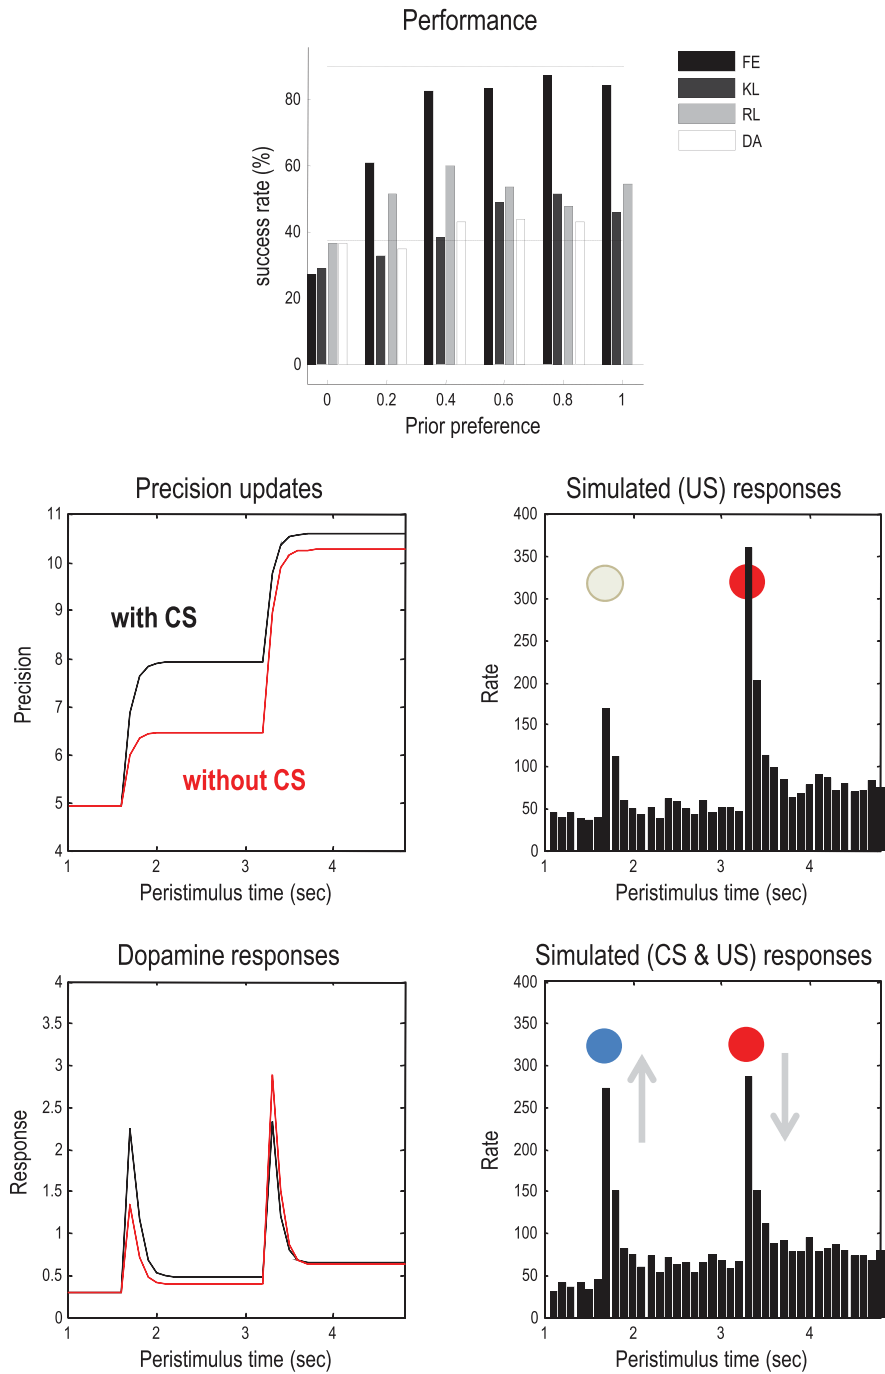 Performance
FE
KL
RL
DA
80
60
40
20
0
success rate (%)
0 0.2 0.4 0.6 0.8 1
Prior preference
Precision updates
11
10
9
8
7
6
5
4
Precision
with CS
without CS
1 2 3 4
Peristimulus time (sec)
Simulated (US) responses
400
350
300
250
200
150
100
50
0
Rate
1 2 3 4
Peristimulus time (sec)
Dopamine responses
4
3.5
3
2.5
2
1.5
1
0.5
0
Response
1 2 3 4
Peristimulus time (sec)
Simulated (CS & US) responses
400
350
300
250
200
150
100
50
0
Rate
1 2 3 4
Peristimulus time (sec)